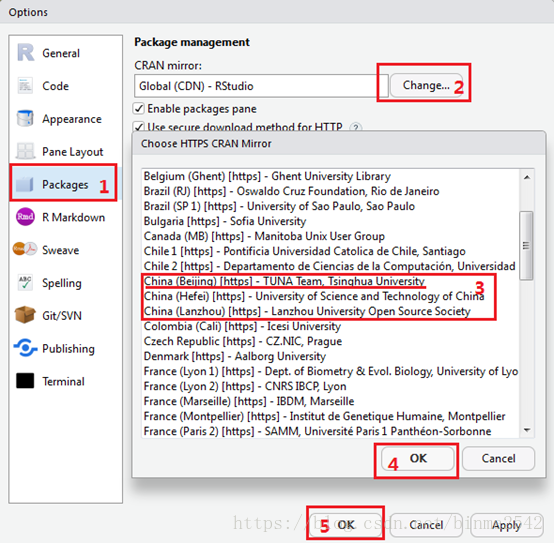 Options
General
Code
Appearance
Pane Layout
Packages
1
R Markdown
Sweave
Spelling
Git/SVN
Publishing
Terminal
Package management
CRAN mirror:
Global (CDN) - RStudio
2
Change...
Enable packages pane
Use secure download method for HTTP ?
Choose HTTPS CRAN Mirror
Belgium (Ghent) [https] - Ghent University Library
Brazil (RJ) [https] - Oswaldo Cruz Foundation, Rio de Janeiro
Brazil (SP 1) [https] - University of Sao Paulo, Sao Paulo
Bulgaria [https] - Sofia University
Canada (MB) [https] - Manitoba Unix User Group
Chile 1 [https] - Pontificia Universidad Catolica de Chile, Santiago
Chile 2 [https] - Departamento de Ciencias de la Computación, Universidad
China (Beijing) [https] - TUNA Team, Tsinghua University
3
China (Hefei) [https] - University of Science and Technology of China
China (Lanzhou) [https] - Lanzhou University Open Source Society
Colombia (Cali) [https] - Icesi University
Czech Republic [https] - CZ.NIC, Prague
Denmark [https] - Aalborg University
France (Lyon 1) [https] - Dept. of Biometry & Evol. Biology, University of Lyo
France (Lyon 2) [https] - CNRS IBCP, Lyon
France (Marseille) [https] - IBDM, Marseille
France (Montpellier) [https] - Institut de Genetique Humaine, Montpellier
France (Paris 2) [https] - SAMM, Université Paris 1 Panthéon-Sorbonne
4 OK
Cancel
5 OK
Cancel
Apply
https://blog.csdn.net/binma2542